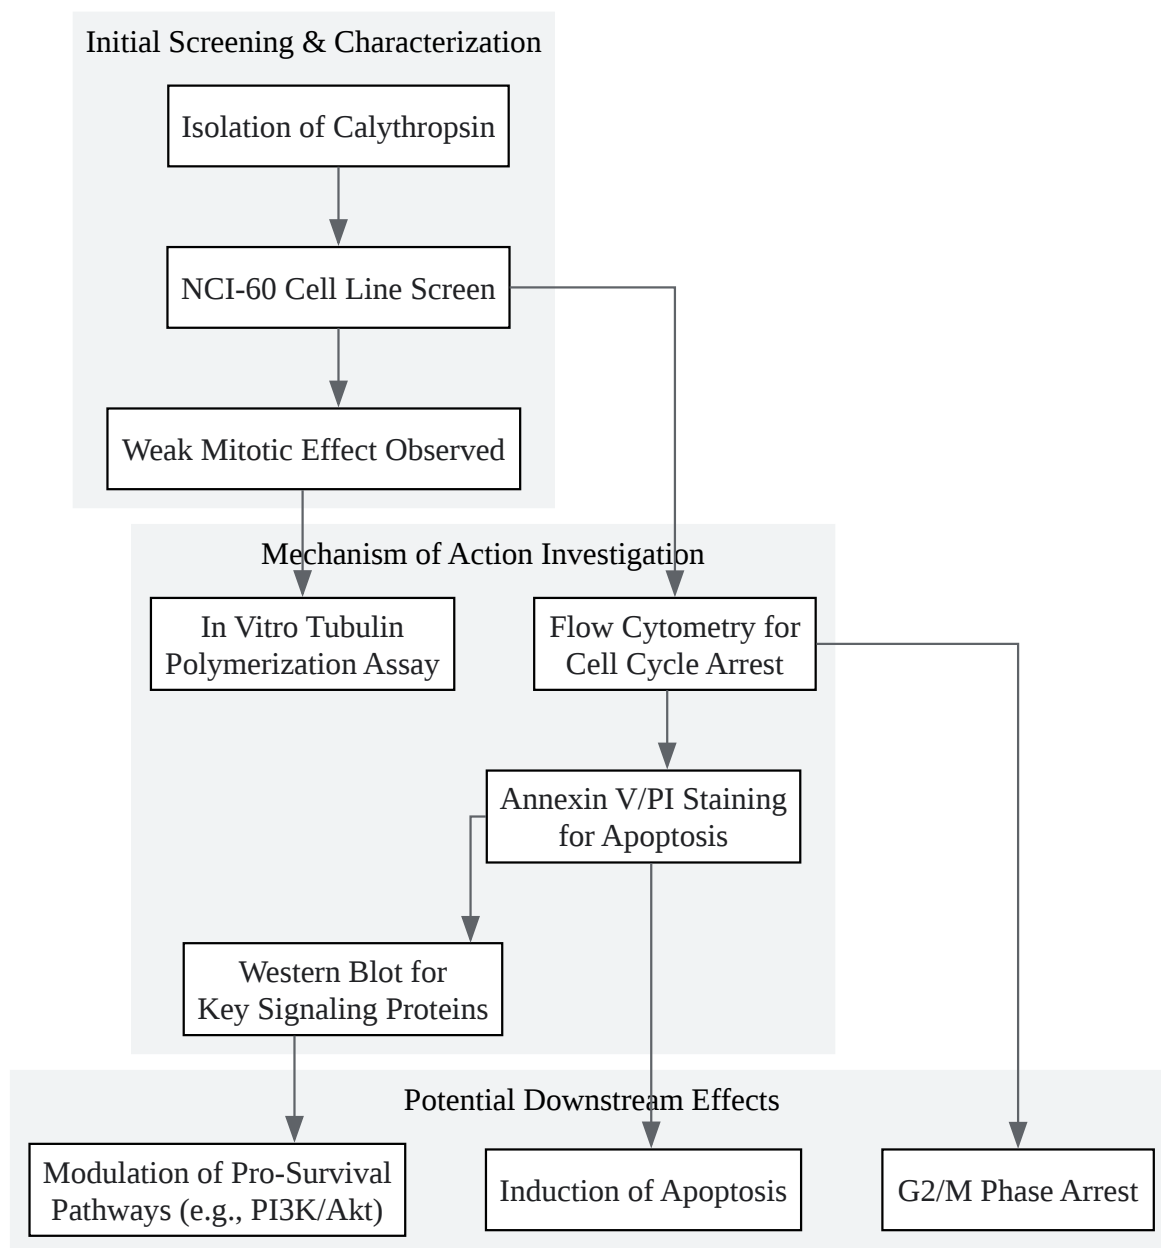 Initial Screening & Characterization
Isolation of Calythropsin
NCI-60 Cell Line Screen
Weak Mitotic Effect Observed
Mechanism of Action Investigation
In Vitro Tubulin
Polymerization Assay
Flow Cytometry for
Cell Cycle Arrest
Annexin V/PI Staining
for Apoptosis
Western Blot for
Key Signaling Proteins
Potential Downstream Effects
Modulation of Pro-Survival
Pathways (e.g., PI3K/Akt)
Induction of Apoptosis
G2/M Phase Arrest